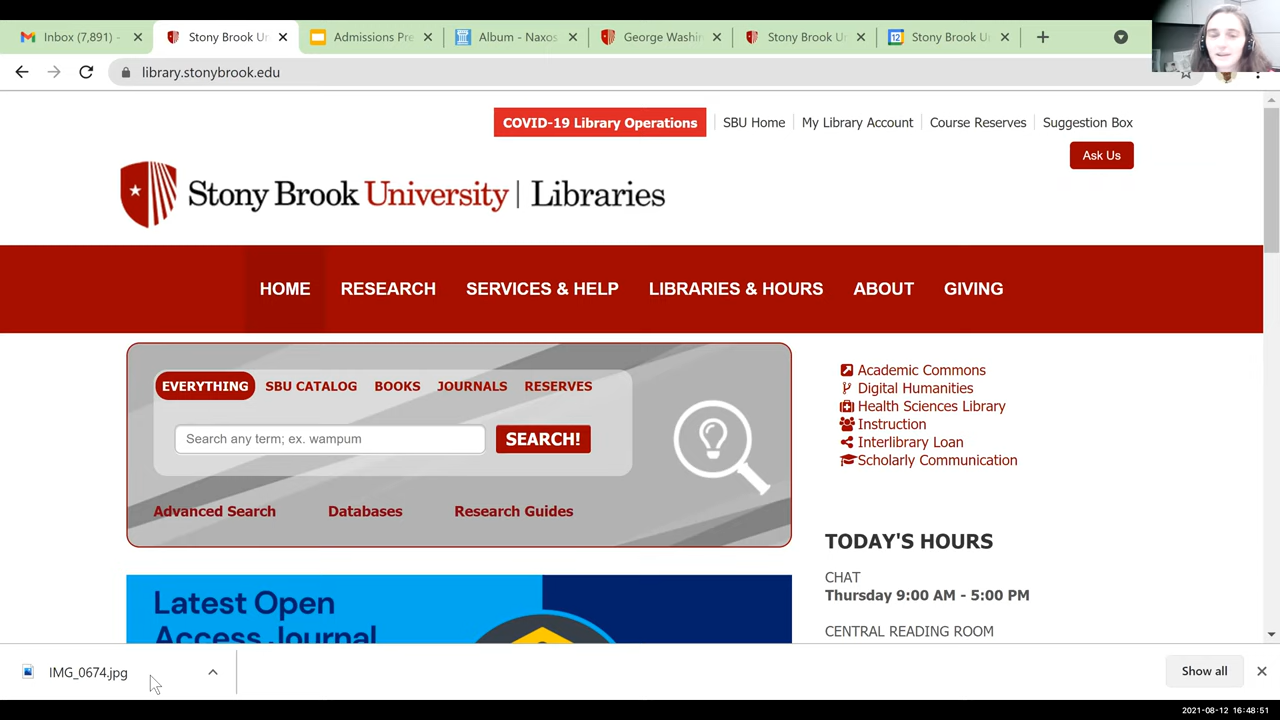 Inbox (7,891) -
Stony Brook Ur
Admissions Pre
Album - Naxos
George Washin
Stony Brook U
12
Stony Brook U
library.stonybrook.edu
COVID-19 Library Operations
SBU Home
My Library Account
Course Reserves
Suggestion Box
Ask Us
Stony Brook University | Libraries
HOME
RESEARCH
SERVICES & HELP
LIBRARIES & HOURS
ABOUT
GIVING
EVERYTHING
SBU CATALOG
BOOKS
JOURNALS
RESERVES
Search any term; ex. wampum
SEARCH!
Advanced Search
Databases
Research Guides
Academic Commons
Digital Humanities
Health Sciences Library
Instruction
Interlibrary Loan
Scholarly Communication
TODAY'S HOURS
CHAT
Thursday 9:00 AM - 5:00 PM
CENTRAL READING ROOM
Latest Open
Access Journal
IMG_0674.jpg
Show all
2021-08-12 16:48:51